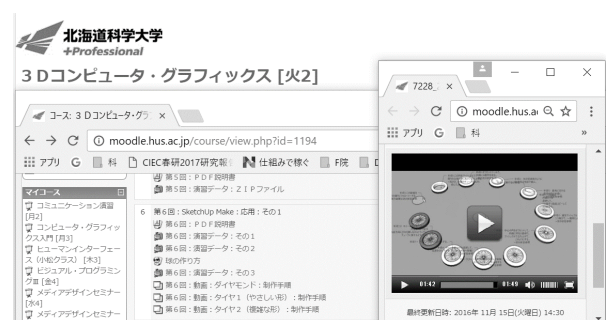 北海道科学大学
+Professional
3Dコンピュータ・グラフィックス [火2]
コース: 3Dコンピュータ・グラ
moodle.hus.ac.jp/course/view.php?id=1194
アプリ G 科 CIEC春研2017研究報 仕組みで稼ぐ F院
第5回：PDF説明書
第5回：演習データ：ZIPファイル
マイコース
コミュニケーション演習
[月2]
コンピュータ・グラフィッ
クス入門 [月3]
ヒューマンインターフェー
ス（小松クラス） [木3]
ビジュアル・プログラミン
グⅢ [金4]
メディアデザインセミナー
[水4]
メディアデザインセミナー
6 第6回：SketchUp Make：応用：その1
第6回：PDF説明書
第6回：演習データ：その1
第6回：演習データ：その2
球の作り方
第6回：演習データ：その3
第6回：動画：ダイヤモンド：制作手順
第6回：動画：タイヤ1（やさしい形）：制作手順
第6回：動画：タイヤ2（複雑な形）：制作手順
7228_
moodle.hus.a
アプリ G 科 »
01:42 01:49
最終更新日時: 2016年 11月 15日(火曜日) 14:30